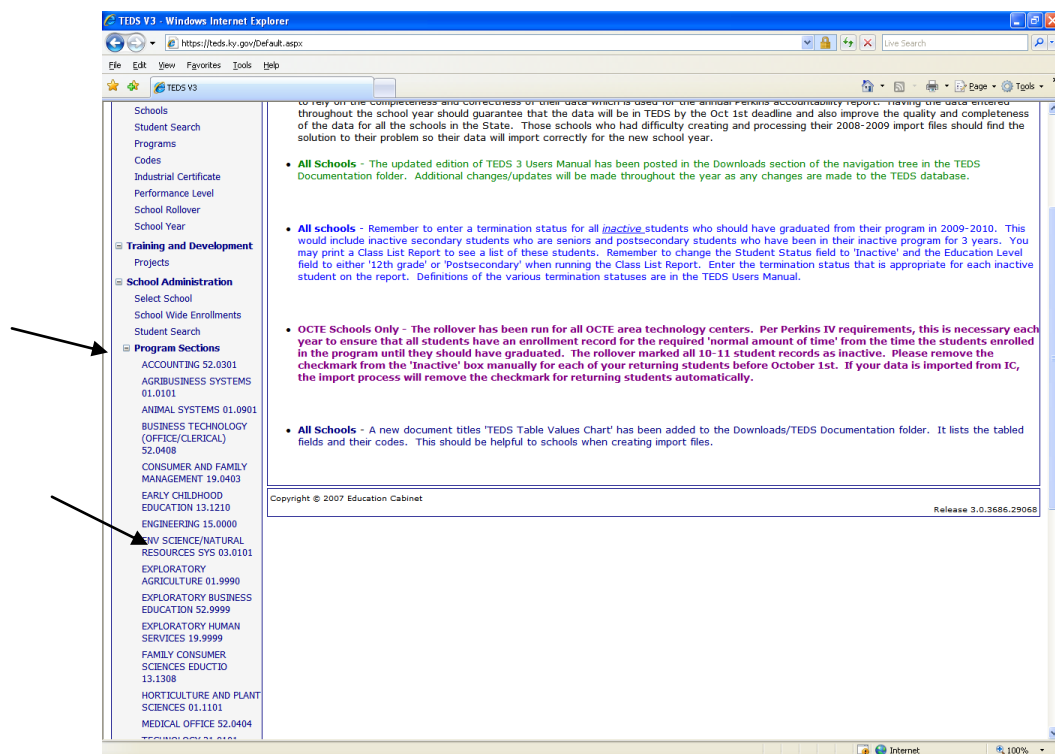 TEDS V3 - Windows Internet Explorer
https://teds.ky.gov/Default.aspx
Live Search
File Edit View Favorites Tools Help
TEDS V3
Page Tools
Schools
Student Search
Programs
Codes
Industrial Certificate
Performance Level
School Rollover
School Year
Training and Development
Projects
School Administration
Select School
School Wide Enrollments
Student Search
Program Sections
ACCOUNTING 52.0301
AGRIBUSINESS SYSTEMS
01.0101
ANIMAL SYSTEMS 01.0901
BUSINESS TECHNOLOGY
(OFFICE/CLERICAL)
52.0408
CONSUMER AND FAMILY
MANAGEMENT 19.0403
EARLY CHILDHOOD
EDUCATION 13.1210
ENGINEERING 15.0000
ENV SCIENCE/NATURAL
RESOURCES SYS 03.0101
EXPLORATORY
AGRICULTURE 01.9990
EXPLORATORY BUSINESS
EDUCATION 52.9999
EXPLORATORY HUMAN
SERVICES 19.9999
FAMILY CONSUMER
SCIENCES EDUCTIO
13.1308
HORTICULTURE AND PLANT
SCIENCES 01.1101
MEDICAL OFFICE 52.0404
to rely on the completeness and correctness of their data which is used for the annual Perkins accountability report. Having the data entered
throughout the school year should guarantee that the data will be in TEDS by the Oct 1st deadline and also improve the quality and completeness
of the data for all the schools in the State. Those schools who had difficulty creating and processing their 2008-2009 import files should find the
solution to their problem so their data will import correctly for the new school year.
• All Schools - The updated edition of TEDS 3 Users Manual has been posted in the Downloads section of the navigation tree in the TEDS
Documentation folder. Additional changes/updates will be made throughout the year as any changes are made to the TEDS database.
• All schools - Remember to enter a termination status for all inactive students who should have graduated from their program in 2009-2010. This
would include inactive secondary students who are seniors and postsecondary students who have been in their inactive program for 3 years. You
may print a Class List Report to see a list of these students. Remember to change the Student Status field to 'Inactive' and the Education Level
field to either '12th grade' or 'Postsecondary' when running the Class List Report. Enter the termination status that is appropriate for each inactive
student on the report. Definitions of the various termination statuses are in the TEDS Users Manual.
• OCTE Schools Only - The rollover has been run for all OCTE area technology centers. Per Perkins IV requirements, this is necessary each
year to ensure that all students have an enrollment record for the required 'normal amount of time' from the time the students enrolled
in the program until they should have graduated. The rollover marked all 10-11 student records as inactive. Please remove the
checkmark from the 'Inactive' box manually for each of your returning students before October 1st. If your data is imported from IC,
the import process will remove the checkmark for returning students automatically.
• All Schools - A new document titles 'TEDS Table Values Chart' has been added to the Downloads/TEDS Documentation folder. It lists the tabled
fields and their codes. This should be helpful to schools when creating import files.
Copyright © 2007 Education Cabinet
Release 3.0.3686.29068
Internet
100%